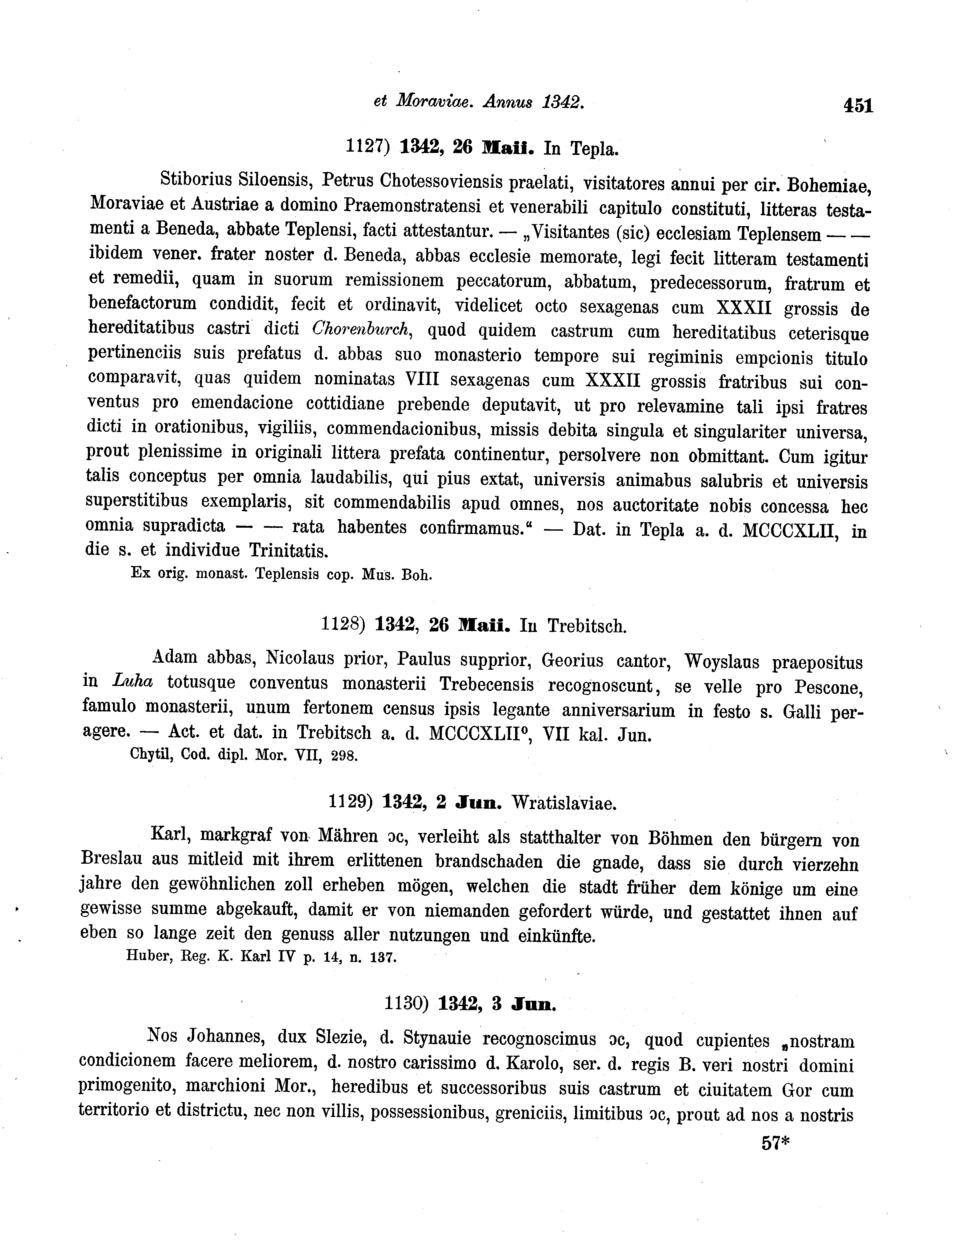 et Moraviae. Annus 1342.
451
1127) 1342, 26 Maii. In Tepla.
Stiborius Siloensis, Petrus Chotessoviensis praelati, visitatores annui per cir. Bohemiae,
Moraviae et Austriae a domino Praemonstratensi et venerabili capitulo constituti, litteras testa-
menti a Beneda, abbate Teplensi, facti attestantur. — „Visitantes (sic) ecclesiam Teplensem — —
ibidem vener. frater noster d. Beneda, abbas ecclesie memorate, legi fecit litteram testamenti
et remedii, quam in suorum remissionem peccatorum, abbatum, predecessorum, fratrum et
benefactorum condidit, fecit et ordinavit, videlicet octo sexagenas cum XXXII grossis de
hereditatibus castri dicti Chorenburch, quod quidem castrum cum hereditatibus ceterisque
pertinenciis suis prefatus d. abbas suo monasterio tempore sui regiminis empcionis titulo
comparavit, quas quidem nominatas VIII sexagenas cum XXXII grossis fratribus sui con-
ventus pro emendacione cottidiane prebende deputavit, ut pro relevamine tali ipsi fratres
dicti in orationibus, vigiliis, commendacionibus, missis debita singula et singulariter universa,
prout plenissime in originali littera prefata continentur, persolvere non obmittant. Cum igitur
talis conceptus per omnia laudabilis, qui pius extat, universis animabus salubris et universis
superstitibus exemplaris, sit commendabilis apud omnes, nos auctoritate nobis concessa hec
omnia supradicta — — rata habentes confirmamus.“ — Dat. in Tepla a. d. MCCCXLII, in
die s. et individue Trinitatis.
Ex orig. monast. Teplensis cop. Mus. Boh.
1128) 1342, 26 Maii. In Trebitsch.
Adam abbas, Nicolaus prior, Paulus supprior, Georius cantor, Woyslaus praepositus
in Luha totusque conventus monasterii Trebecensis recognoscunt, se velle pro Pescone,
famulo monasterii, unum fertonem census ipsis legante anniversarium in festo s. Galli per-
agere. — Act. et dat. in Trebitsch a. d. MCCCXLII⁰, VII kal. Jun.
Chytil, Cod. dipl. Mor. VII, 298.
1129) 1342, 2 Jun. Wratislaviae.
Karl, markgraf von Mähren ɔc, verleiht als statthalter von Böhmen den bürgern von
Breslau aus mitleid mit ihrem erlittenen brandschaden die gnade, dass sie durch vierzehn
jahre den gewöhnlichen zoll erheben mögen, welchen die stadt früher dem könige um eine
gewisse summe abgekauft, damit er von niemanden gefordert würde, und gestattet ihnen auf
eben so lange zeit den genuss aller nutzungen und einkünfte.
Huber, Reg. K. Karl IV p. 14, n. 137.
1130) 1342, 3 Jun.
Nos Johannes, dux Slezie, d. Stynauie recognoscimus ɔc, quod cupientes „nostram
condicionem facere meliorem, d. nostro carissimo d. Karolo, ser. d. regis B. veri nostri domini
primogenito, marchioni Mor., heredibus et successoribus suis castrum et ciuitatem Gor cum
territorio et districtu, nec non villis, possessionibus, greniciis, limitibus ɔc, prout ad nos a nostris
57*